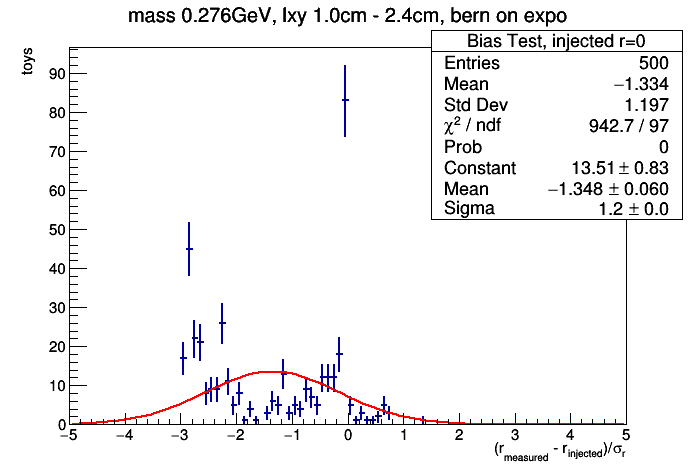 mass 0.276GeV, lxy 1.0cm - 2.4cm, bern on expo
Bias Test, injected r=0
Entries 500
Mean −1.334
Std Dev 1.197
χ² / ndf 942.7 / 97
Prob 0
Constant 13.51 ± 0.83
Mean −1.348 ± 0.060
Sigma 1.2 ± 0.0
toys
90
80
70
60
50
40
30
20
10
0
−5 −4 −3 −2 −1 0 1 2 3 4 5
(r_measured - r_injected)/σ_r